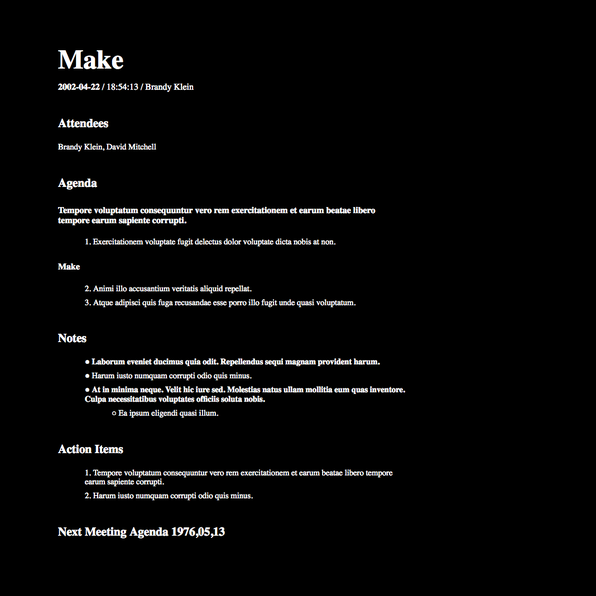 Make
2002-04-22 / 18:54:13 / Brandy Klein
Attendees
Brandy Klein, David Mitchell
Agenda
Tempore voluptatum consequuntur vero rem exercitationem et earum beatae libero
tempore earum sapiente corrupti.
1. Exercitationem voluptate fugit delectus dolor voluptate dicta nobis at non.
Make
2. Animi illo accusantium veritatis aliquid repellat.
3. Atque adipisci quis fuga recusandae esse porro illo fugit unde quasi voluptatum.
Notes
● Laborum eveniet ducimus quia odit. Repellendus sequi magnam provident harum.
● Harum iusto numquam corrupti odio quis minus.
● At in minima neque. Velit hic iure sed. Molestias natus ullam mollitia eum quas inventore.
Culpa necessitatibus voluptates officiis soluta nobis.
○ Ea ipsum eligendi quasi illum.
Action Items
1. Tempore voluptatum consequuntur vero rem exercitationem et earum beatae libero tempore
earum sapiente corrupti.
2. Harum iusto numquam corrupti odio quis minus.
Next Meeting Agenda 1976,05,13